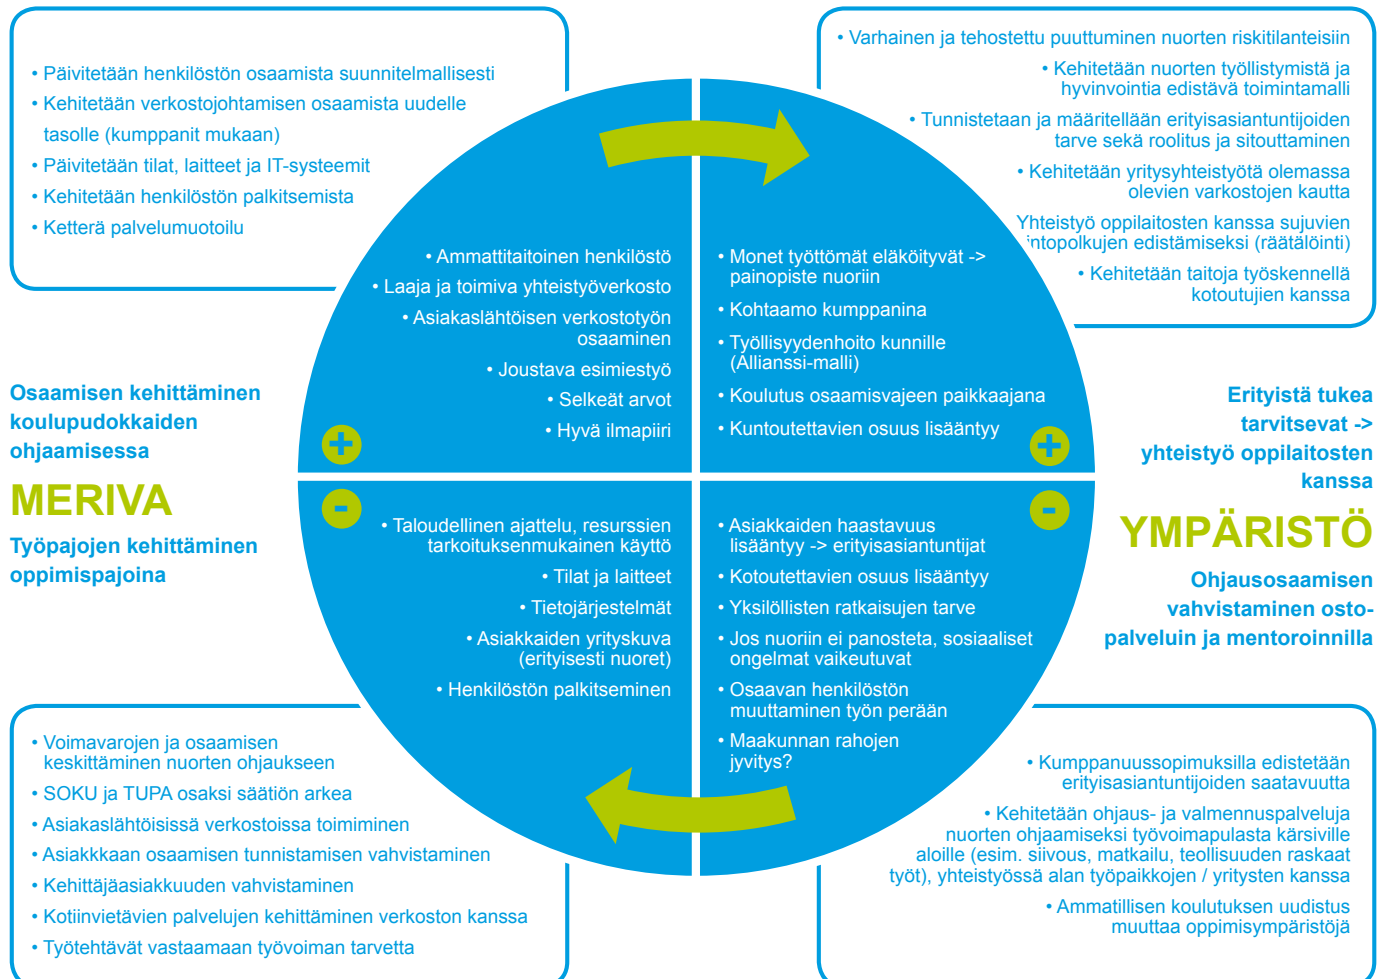 • Päivitetään henkilöstön osaamista suunnitelmallisesti
• Kehitetään verkostojohtamisen osaamista uudelle
tasolle (kumppanit mukaan)
• Päivitetään tilat, laitteet ja IT-systeemit
• Kehitetään henkilöstön palkitsemista
• Ketterä palvelumuotoilu
• Varhainen ja tehostettu puuttuminen nuorten riskitilanteisiin
• Kehitetään nuorten työllistymistä ja
hyvinvointia edistävä toimintamalli
• Tunnistetaan ja määritellään erityisasiantuntijoiden
tarve sekä roolitus ja sitouttaminen
• Kehitetään yritysyhteistyötä olemassa
olevien varkostojen kautta
Yhteistyö oppilaitosten kanssa sujuvien
intopolkujen edistämiseksi (räätälöinti)
• Kehitetään taitoja työskennellä
kotoutujien kanssa
• Ammattitaitoinen henkilöstö
• Laaja ja toimiva yhteistyöverkosto
• Asiakaslähtöisen verkostotyön
osaaminen
• Joustava esimiestyö
• Selkeät arvot
• Hyvä ilmapiiri
+
• Monet työttömät eläköityvät ->
painopiste nuoriin
• Kohtaamo kumppanina
• Työllisyydenhoito kunnille
(Allianssi-malli)
• Koulutus osaamisvajeen paikkaajana
• Kuntoutettavien osuus lisääntyy
+
Osaamisen kehittäminen
koulupudokkaiden
ohjaamisessa
MERIVA
Työpajojen kehittäminen
oppimispajoina
Erityistä tukea
tarvitsevat ->
yhteistyö oppilaitosten
kanssa
YMPÄRISTÖ
Ohjausosaamisen
vahvistaminen osto-
palveluin ja mentoroinnilla
-
• Taloudellinen ajattelu, resurssien
tarkoituksenmukainen käyttö
• Tilat ja laitteet
• Tietojärjestelmät
• Asiakkaiden yrityskuva
(erityisesti nuoret)
• Henkilöstön palkitseminen
-
• Asiakkaiden haastavuus
lisääntyy -> erityisasiantuntijat
• Kotoutettavien osuus lisääntyy
• Yksilöllisten ratkaisujen tarve
• Jos nuoriin ei panosteta, sosiaaliset
ongelmat vaikeutuvat
• Osaavan henkilöstön
muuttaminen työn perään
• Maakunnan rahojen
jyvitys?
• Voimavarojen ja osaamisen
keskittäminen nuorten ohjaukseen
• SOKU ja TUPA osaksi säätiön arkea
• Asiakaslähtöisissä verkostoissa toimiminen
• Asiakkkaan osaamisen tunnistamisen vahvistaminen
• Kehittäjäasiakkuuden vahvistaminen
• Kotiinvietävien palvelujen kehittäminen verkoston kanssa
• Työtehtävät vastaamaan työvoiman tarvetta
• Kumppanuussopimuksilla edistetään
erityisasiantuntijoiden saatavuutta
• Kehitetään ohjaus- ja valmennuspalveluja
nuorten ohjaamiseksi työvoimapulasta kärsiville
aloille (esim. siivous, matkailu, teollisuuden raskaat
työt), yhteistyössä alan työpaikkojen / yritysten kanssa
• Ammatillisen koulutuksen uudistus
muuttaa oppimisympäristöjä